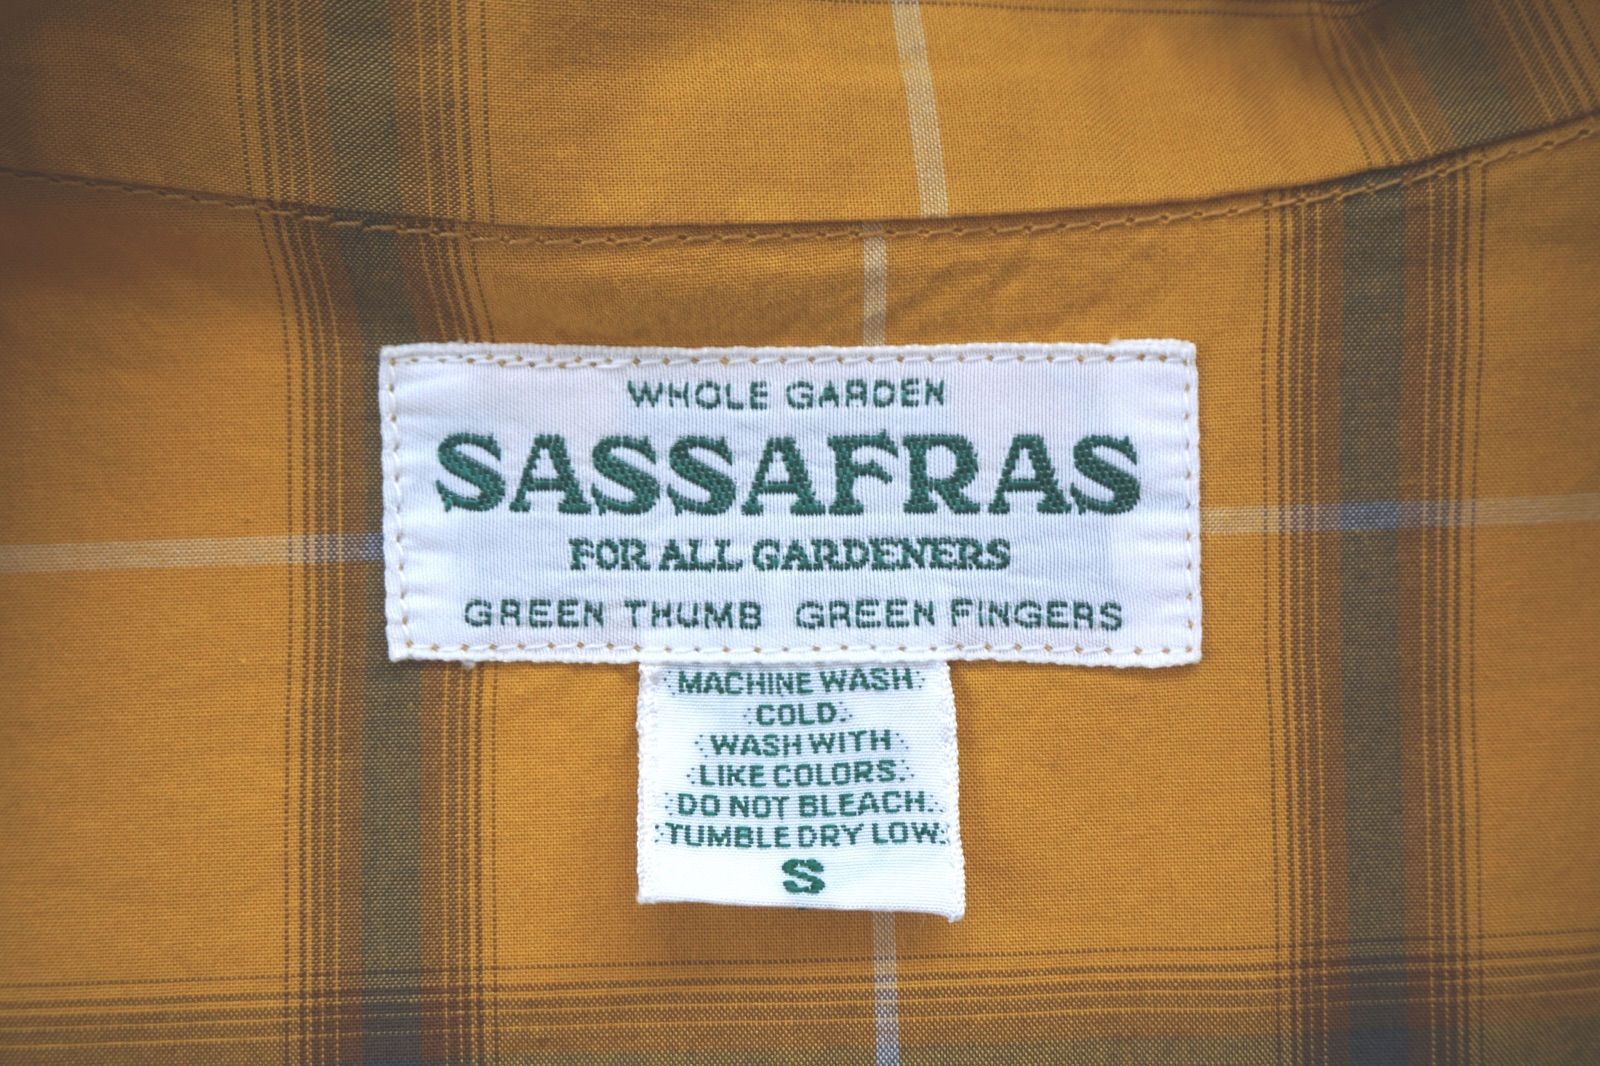 WHOLE GARDEN
SASSAFRAS
FOR ALL GARDENERS
GREEN THUMB GREEN FINGERS
MACHINE WASH
COLD.
WASH WITH
LIKE COLORS.
DO NOT BLEACH.
TUMBLE DRY LOW.
S